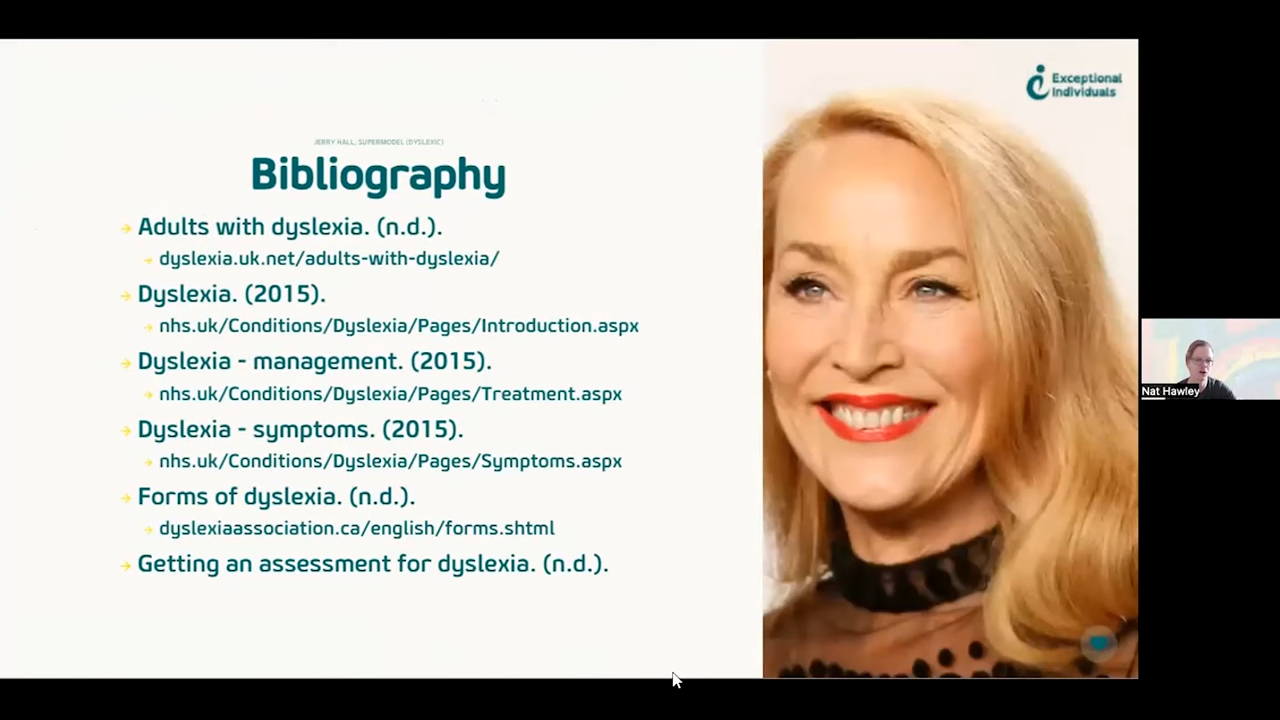 Exceptional
Individuals
JERRY HALL, SUPERMODEL (DYSLEXIC)
Bibliography
Adults with dyslexia. (n.d.).
dyslexia.uk.net/adults-with-dyslexia/
Dyslexia. (2015).
nhs.uk/Conditions/Dyslexia/Pages/Introduction.aspx
Dyslexia - management. (2015).
nhs.uk/Conditions/Dyslexia/Pages/Treatment.aspx
Dyslexia - symptoms. (2015).
nhs.uk/Conditions/Dyslexia/Pages/Symptoms.aspx
Forms of dyslexia. (n.d.).
dyslexiaassociation.ca/english/forms.shtml
Getting an assessment for dyslexia. (n.d.).
Nat Hawley